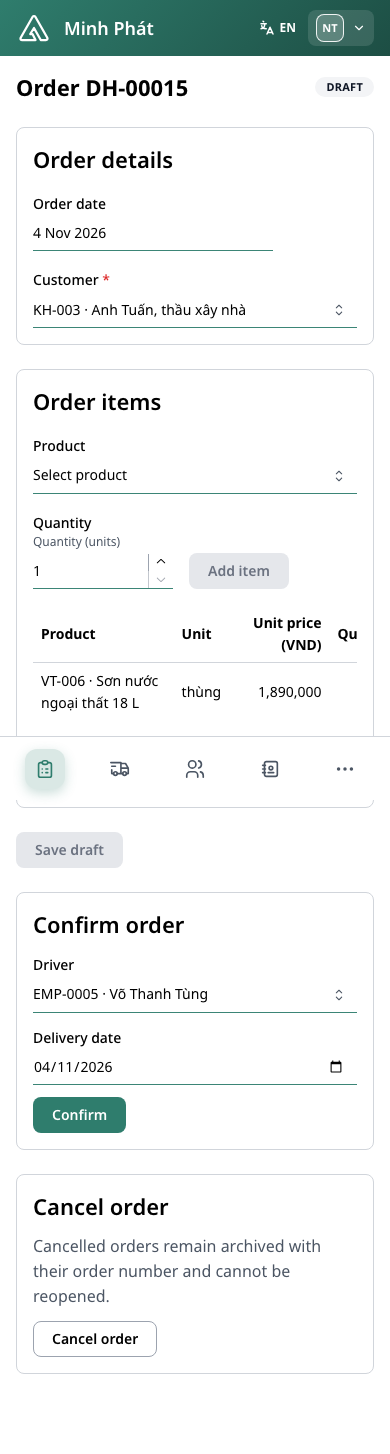 Minh Phát
EN
NT
Order DH-00015
DRAFT
Order details
Order date
4 Nov 2026
Customer *
KH-003 · Anh Tuấn, thầu xây nhà
Order items
Product
Select product
Quantity
Quantity (units)
1
Add item
Product Unit Unit price (VND) Qu
VT-006 · Sơn nước
ngoại thất 18 L
thùng
1,890,000
Save draft
Confirm order
Driver
EMP-0005 · Võ Thanh Tùng
Delivery date
04/11/2026
Confirm
Cancel order
Cancelled orders remain archived with
their order number and cannot be
reopened.
Cancel order